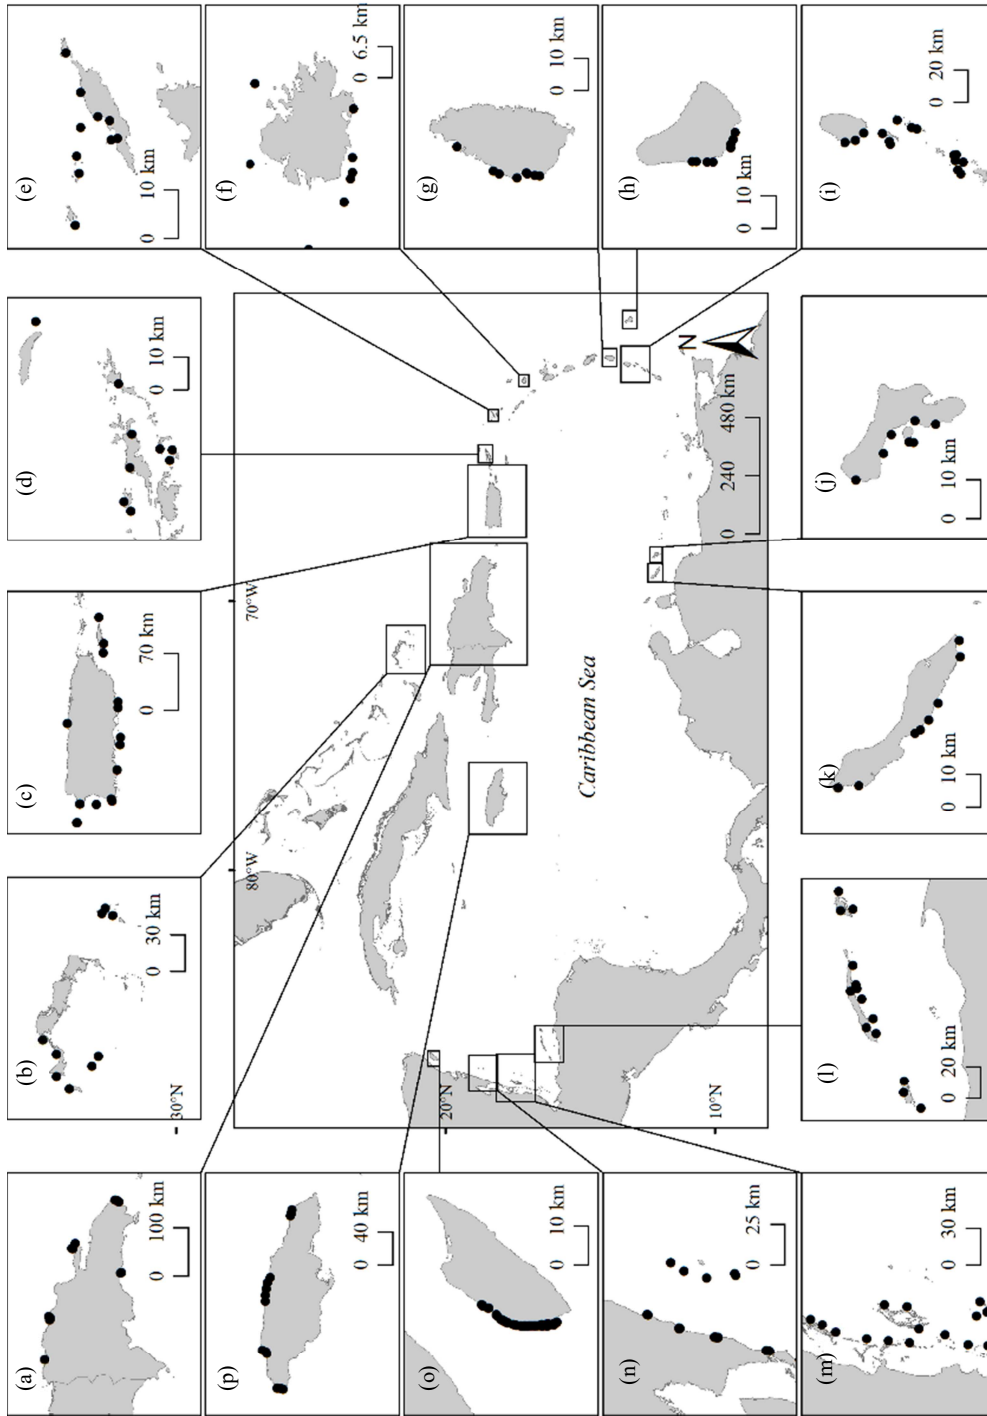 (a)
100 km
0
(b)
0
30 km
(c)
0
70 km
(d)
0
10 km
(e)
0
10 km
(p)
0
40 km
30°N
80°W
70°W
(f)
0
6.5 km
(o)
0
10 km
20°N
Caribbean Sea
(g)
0
10 km
(n)
0
25 km
10°N
0
240
480 km
N
(h)
0
10 km
(m)
0
30 km
(l)
0
20 km
(k)
0
10 km
(j)
0
10 km
(i)
0
20 km